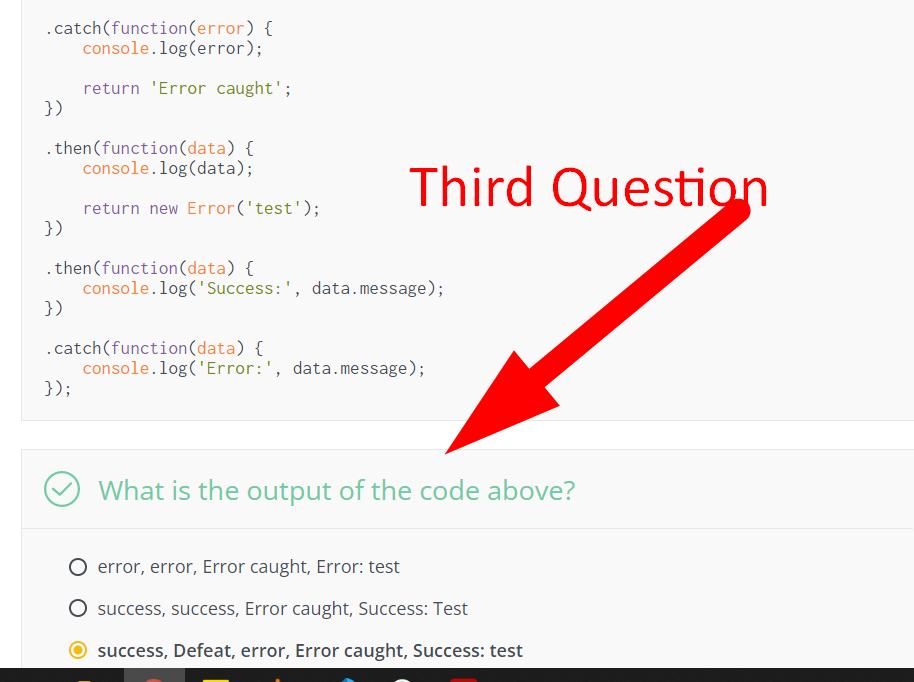 .catch(function(error) {
console.log(error);
return 'Error caught';
})
.then(function(data) {
console.log(data);
return new Error('test');
})
.then(function(data) {
console.log('Success:', data.message);
})
.catch(function(data) {
console.log('Error:', data.message);
});
Third Question
What is the output of the code above?
error, error, Error caught, Error: test
success, success, Error caught, Success: Test
success, Defeat, error, Error caught, Success: test